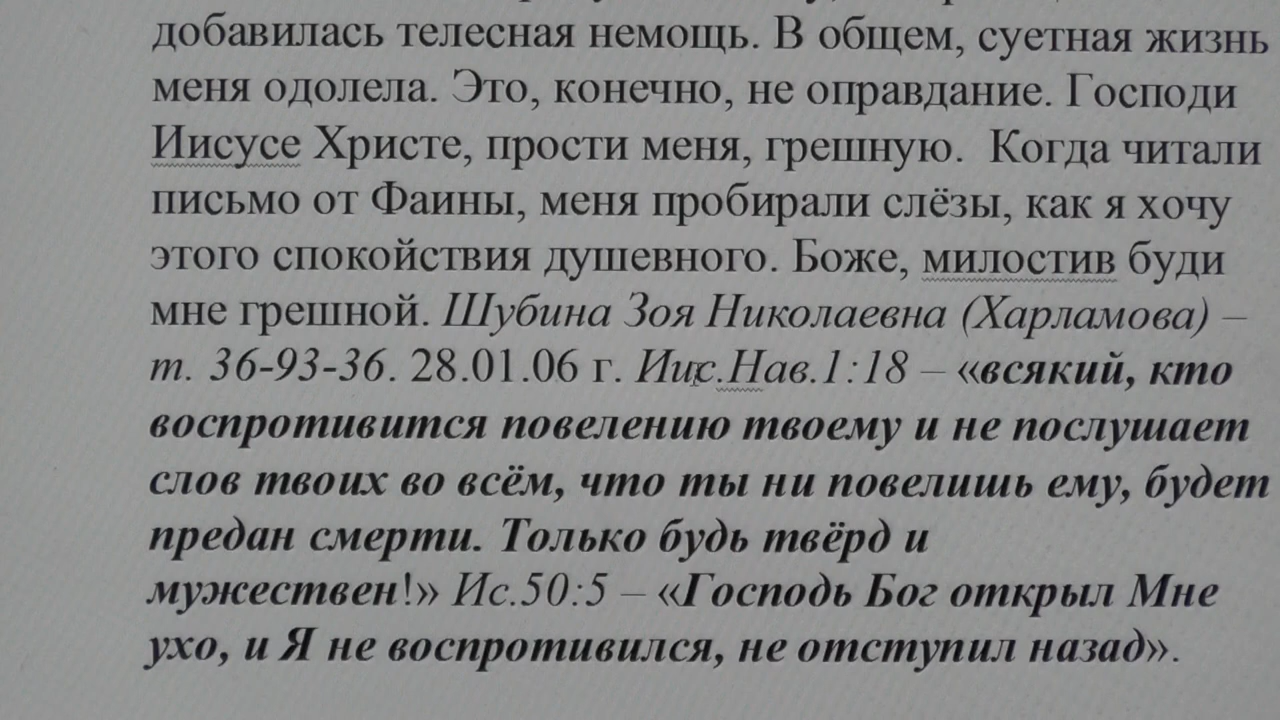 добавилась телесная немощь. В общем, суетная жизнь
меня одолела. Это, конечно, не оправдание. Господи
Иисусе Христе, прости меня, грешную. Когда читали
письмо от Фаины, меня пробирали слёзы, как я хочу
этого спокойствия душевного. Боже, милостив буди
мне грешной. Шубина Зоя Николаевна (Харламова) –
т. 36-93-36. 28.01.06 г. Иис.Нав.1:18 – «всякий, кто
воспротивится повелению твоему и не послушает
слов твоих во всём, что ты ни повелишь ему, будет
предан смерти. Только будь твёрд и
мужествен!» Ис.50:5 – «Господь Бог открыл Мне
ухо, и Я не воспротивился, не отступил назад».